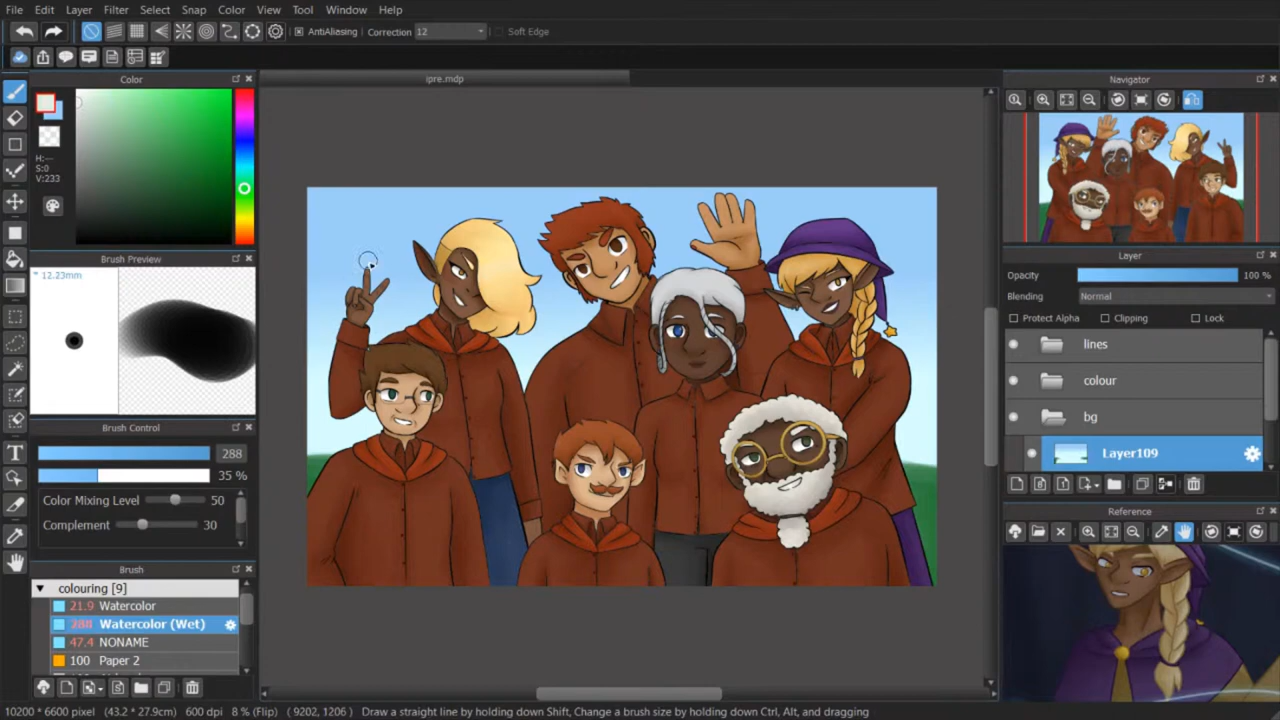 File Edit Layer Filter Select Snap Color View Tool Window Help
AntiAliasing Correction 12 Soft Edge
Color
ipre.mdp
Navigator
H:---
S:0
V:233
Brush Preview
* 12.23mm
Layer
Opacity 100 %
Blending Normal
Protect Alpha Clipping Lock
lines
colour
bg
Layer109
Brush Control
288
35 %
Color Mixing Level 50
Complement 30
Reference
Brush
colouring [9]
21.9 Watercolor
288 Watercolor (Wet)
47.4 NONAME
100 Paper 2
10200 * 6600 pixel (43.2 * 27.9cm) 600 dpi 8 % (Flip) ( 9202, 1206 ) Draw a straight line by holding down Shift, Change a brush size by holding down Ctrl, Alt, and dragging